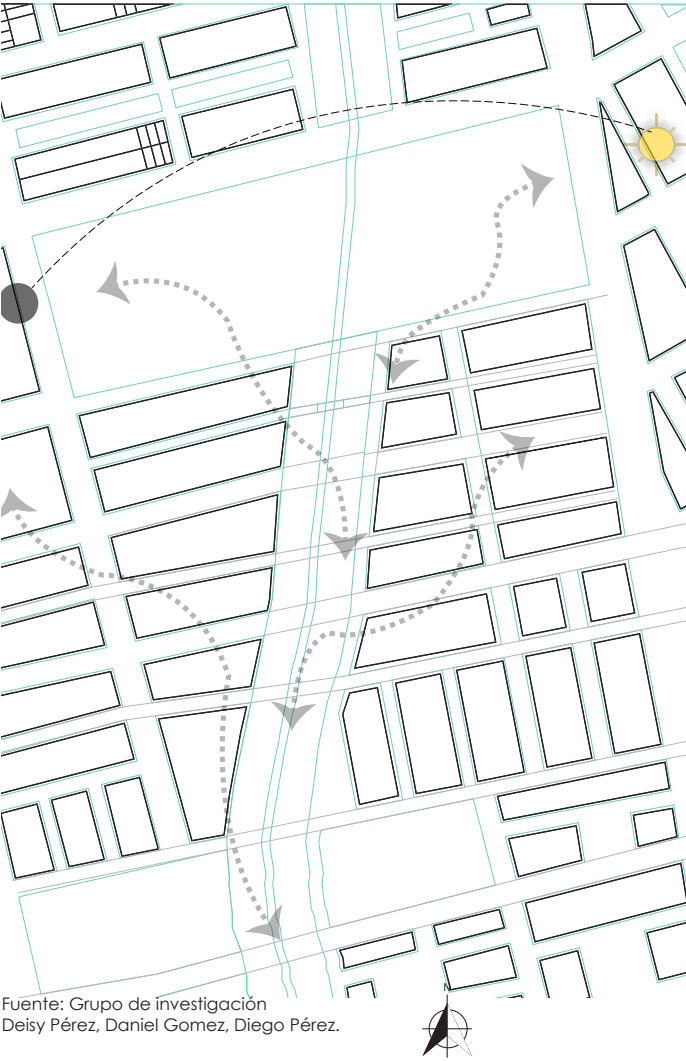 Fuente: Grupo de investigación
Deisy Pérez, Daniel Gomez, Diego Pérez.
N